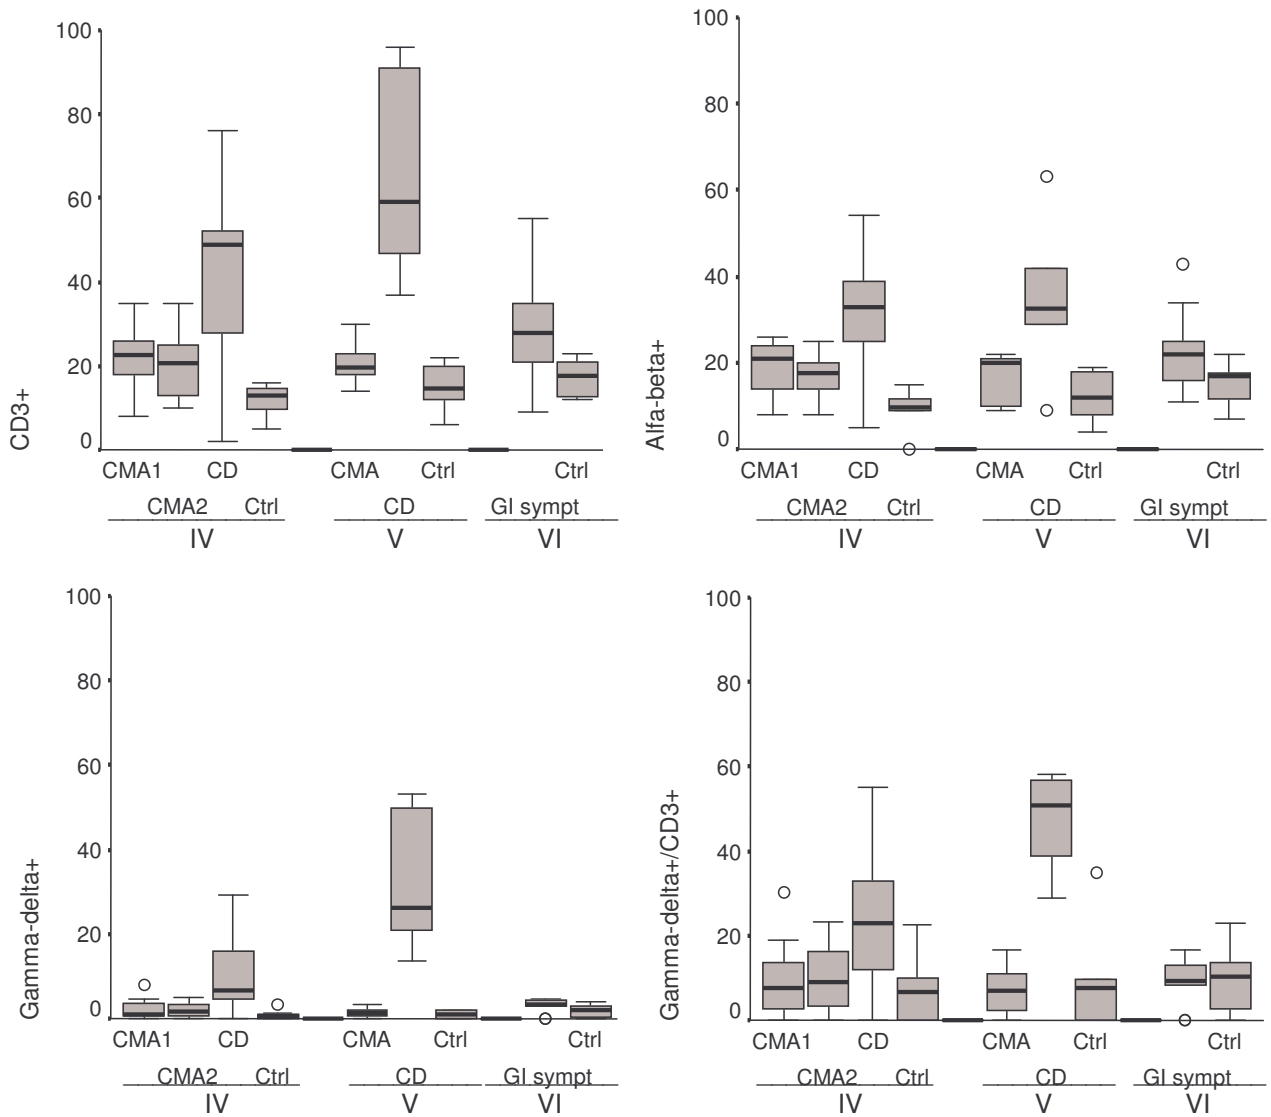 100
80
60
40
20
0
CD3+
CMA1 CD CMA Ctrl Ctrl
CMA2 Ctrl CD GI sympt
IV V VI
100
80
60
40
20
0
Alfa-beta+
CMA1 CD CMA Ctrl Ctrl
CMA2 Ctrl CD GI sympt
IV V VI
100
80
60
40
20
0
Gamma-delta+
CMA1 CD CMA Ctrl Ctrl
CMA2 Ctrl CD GI sympt
IV V VI
100
80
60
40
20
0
Gamma-delta+/CD3+
CMA1 CD CMA Ctrl Ctrl
CMA2 Ctrl CD GI sympt
IV V VI